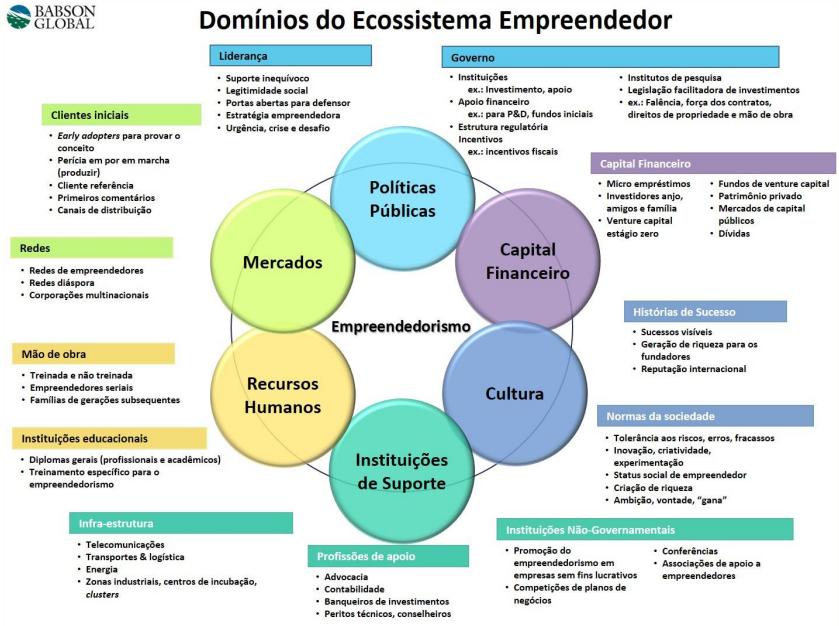 BABSON
GLOBAL
Domínios do Ecossistema Empreendedor
Liderança
• Suporte inequívoco
• Legitimidade social
• Portas abertas para defensor
• Estratégia empreendedora
• Urgência, crise e desafio
Governo
• Instituições
ex.: Investimento, apoio
• Apoio financeiro
ex.: para P&D, fundos iniciais
• Estrutura regulatória
Incentivos
ex.: incentivos fiscais
• Institutos de pesquisa
• Legislação facilitadora de investimentos
• ex.: Falência, força dos contratos,
direitos de propriedade e mão de obra
Clientes iniciais
• Early adopters para provar o
conceito
• Perícia em por em marcha
(produzir)
• Cliente referência
• Primeiros comentários
• Canais de distribuição
Capital Financeiro
• Micro empréstimos
• Investidores anjo,
amigos e família
• Venture capital
estágio zero
• Fundos de venture capital
• Patrimônio privado
• Mercados de capital
públicos
• Dívidas
Redes
• Redes de empreendedores
• Redes diáspora
• Corporações multinacionais
Políticas
Públicas
Mercados
Capital
Financeiro
Empreendedorismo
Recursos
Humanos
Cultura
Instituições
de Suporte
Histórias de Sucesso
• Sucessos visíveis
• Geração de riqueza para os
fundadores
• Reputação internacional
Mão de obra
• Treinada e não treinada
• Empreendedores seriais
• Famílias de gerações subsequentes
Normas da sociedade
• Tolerância aos riscos, erros, fracassos
• Inovação, criatividade,
experimentação
• Status social de empreendedor
• Criação de riqueza
• Ambição, vontade, “gana”
Instituições educacionais
• Diplomas gerais (profissionais e acadêmicos)
• Treinamento específico para o
empreendedorismo
Infra-estrutura
• Telecomunicações
• Transportes & logística
• Energia
• Zonas industriais, centros de incubação,
clusters
Profissões de apoio
• Advocacia
• Contabilidade
• Banqueiros de investimentos
• Peritos técnicos, conselheiros
Instituições Não-Governamentais
• Promoção do
empreendedorismo em
empresas sem fins lucrativos
• Competições de planos de
negócios
• Conferências
• Associações de apoio a
empreendedores